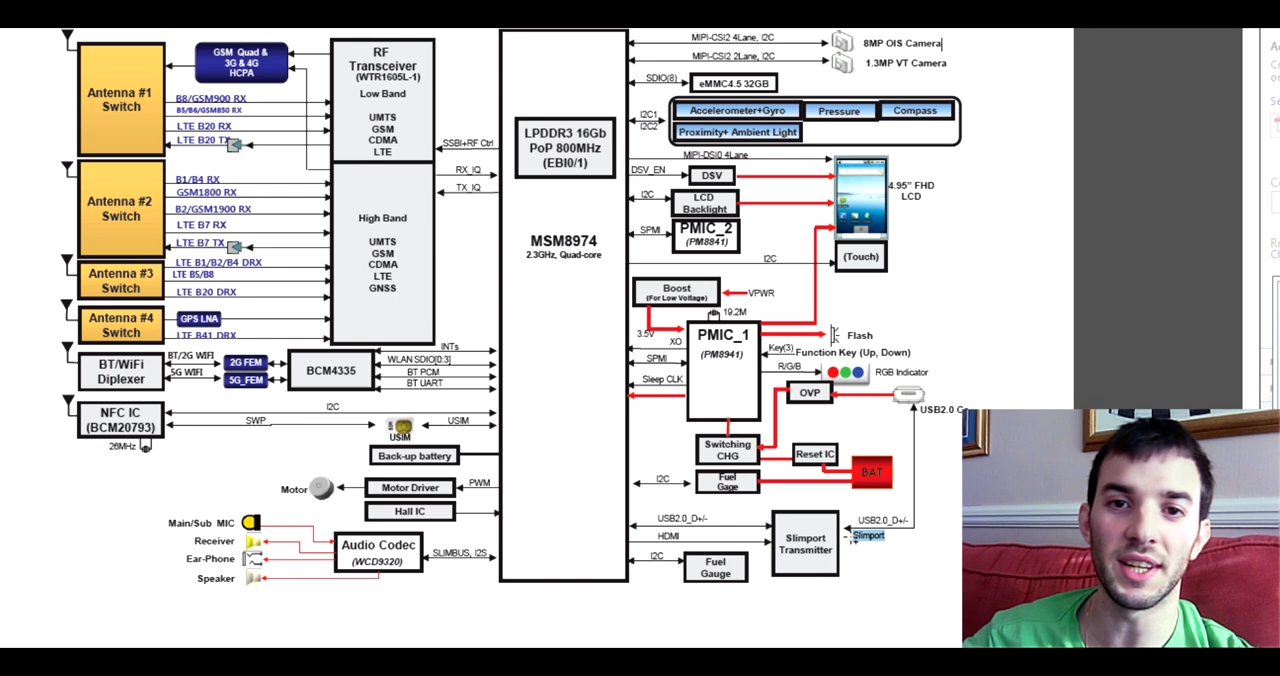 GSM Quad &
3G & 4G
HCPA
Antenna #1
Switch
B8/GSM900 RX
B5/B6/GSM850 RX
LTE B20 RX
LTE B20 TX
RF
Transceiver
(WTR1605L-1)
Low Band
UMTS
GSM
CDMA
LTE
Antenna #2
Switch
B1/B4 RX
GSM1800 RX
B2/GSM1900 RX
LTE B7 RX
LTE B7 TX
High Band
UMTS
GSM
CDMA
LTE
GNSS
Antenna #3
Switch
LTE B1/B2/B4 DRX
LTE B5/B8
LTE B20 DRX
Antenna #4
Switch
GPS LNA
LTE B41 DRX
SSBI+RF Ctrl
RX_IQ
TX_IQ
BT/WiFi
Diplexer
BT/2G WIFI
5G WIFI
2G FEM
5G_FEM
BCM4335
INTs
WLAN SDIO[0:3]
BT PCM
BT UART
NFC IC
(BCM20793)
26MHz
I2C
SWP
USIM
USIM
Back-up battery
Motor
Motor Driver
PWM
Hall IC
Main/Sub MIC
Receiver
Ear-Phone
Speaker
Audio Codec
(WCD9320)
SLIMBUS, I2S
LPDDR3 16Gb
PoP 800MHz
(EBI0/1)
MSM8974
2.3GHz, Quad-core
MIPI-CSI2 4Lane, I2C
8MP OIS Camera
MIPI-CSI2 2Lane, I2C
1.3MP VT Camera
SDIO(8)
eMMC4.5 32GB
I2C1
I2C2
Accelerometer+Gyro
Pressure
Compass
Proximity+ Ambient Light
MIPI-DSI0 4Lane
DSV_EN
DSV
I2C
LCD
Backlight
4.95" FHD
LCD
SPMI
PMIC_2
(PM8841)
I2C
(Touch)
Boost
(For Low Voltage)
VPWR
19.2M
3.5V
XO
SPMI
Sleep CLK
PMIC_1
(PM8941)
Flash
Key(3)
Function Key (Up, Down)
R/G/B
RGB Indicator
OVP
USB2.0 C
Switching
CHG
Reset IC
BAT
I2C
Fuel
Gage
USB2.0_D+/-
HDMI
Slimport
Transmitter
USB2.0_D+/-
Slimport
I2C
Fuel
Gauge